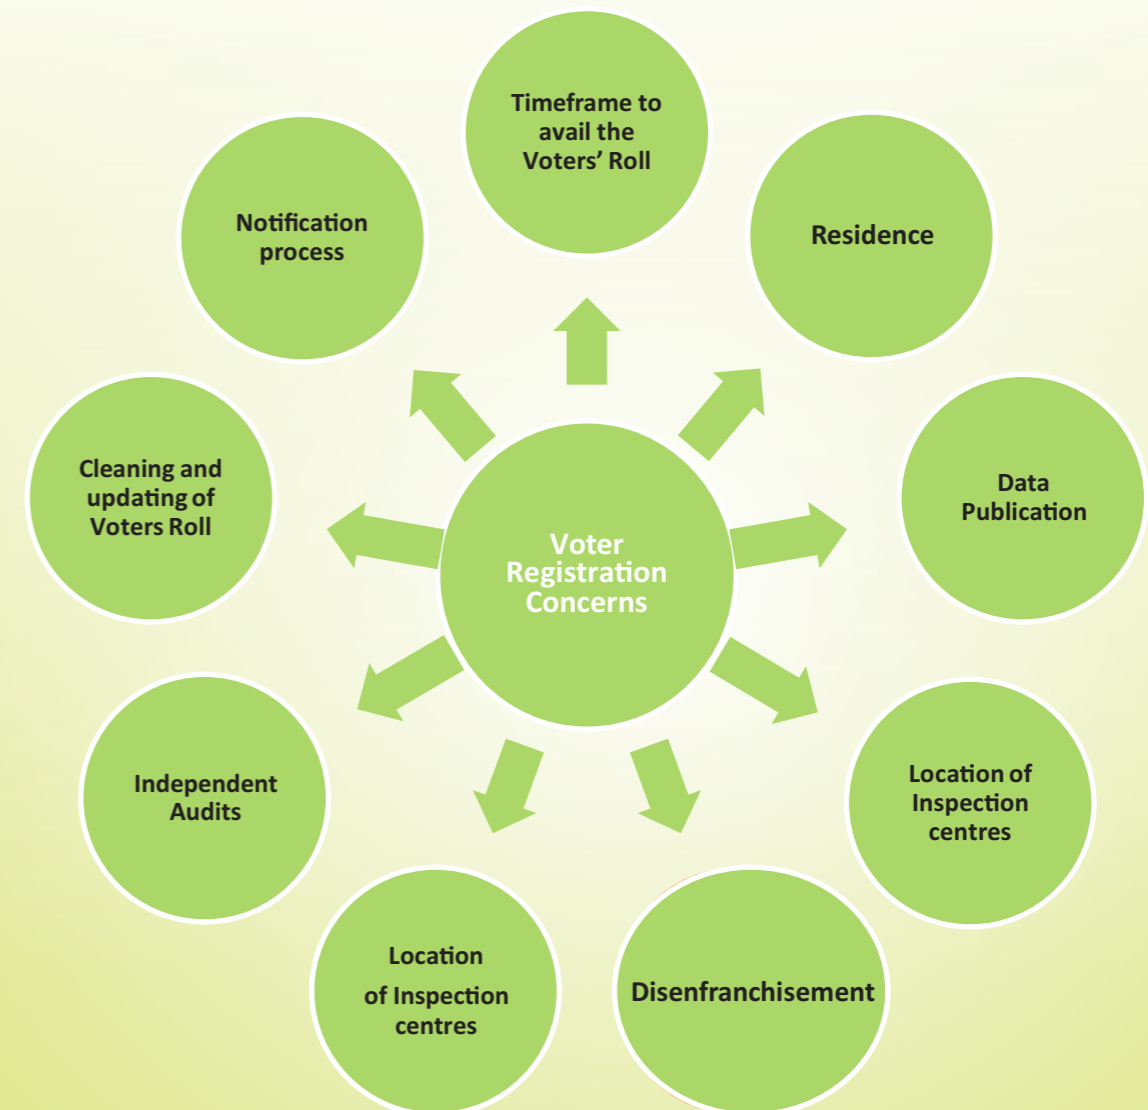 Timeframe to
avail the
Voters’ Roll
Residence
Data
Publication
Location of
Inspection
centres
Disenfranchisement
Location
of Inspection
centres
Independent
Audits
Cleaning and
updating of
Voters Roll
Notification
process
Voter
Registration
Concerns